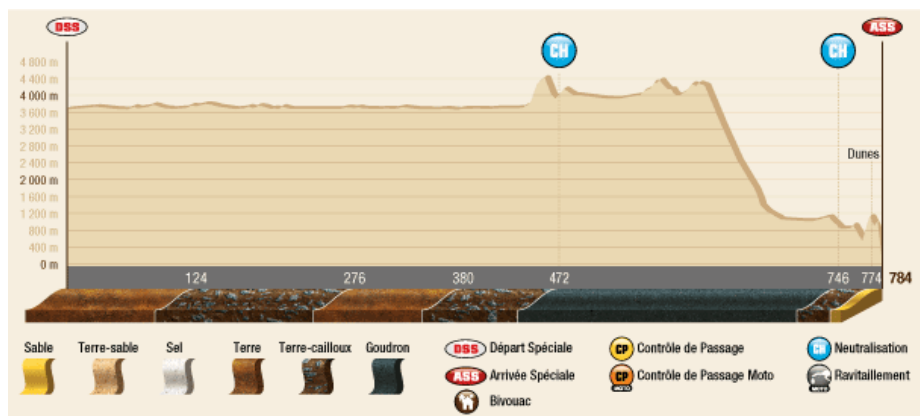 DSS
ASS
CH
CH
4 800 m
4 400 m
4 000 m
3 600 m
3 200 m
2 800 m
2 400 m
2 000 m
1 600 m
1 200 m
800 m
400 m
0 m
Dunes
124 276 380 472 746 774 784
Sable Terre-sable Sel Terre Terre-cailloux Goudron
DSS Départ Spéciale
ASS Arrivée Spéciale
Bivouac
CP Contrôle de Passage
CP MOTO Contrôle de Passage Moto
CH Neutralisation
MOTO Ravitaillement